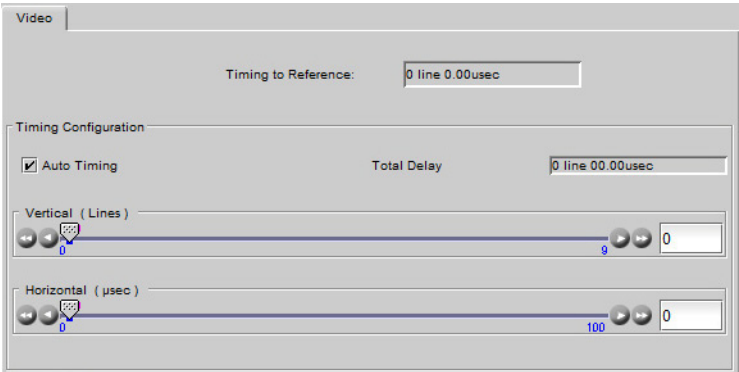 Video
Timing to Reference: 0 line 0.00usec
Timing Configuration
Auto Timing Total Delay 0 line 00.00usec
Vertical ( Lines )
0 9 0
Horizontal ( µsec )
0 100 0